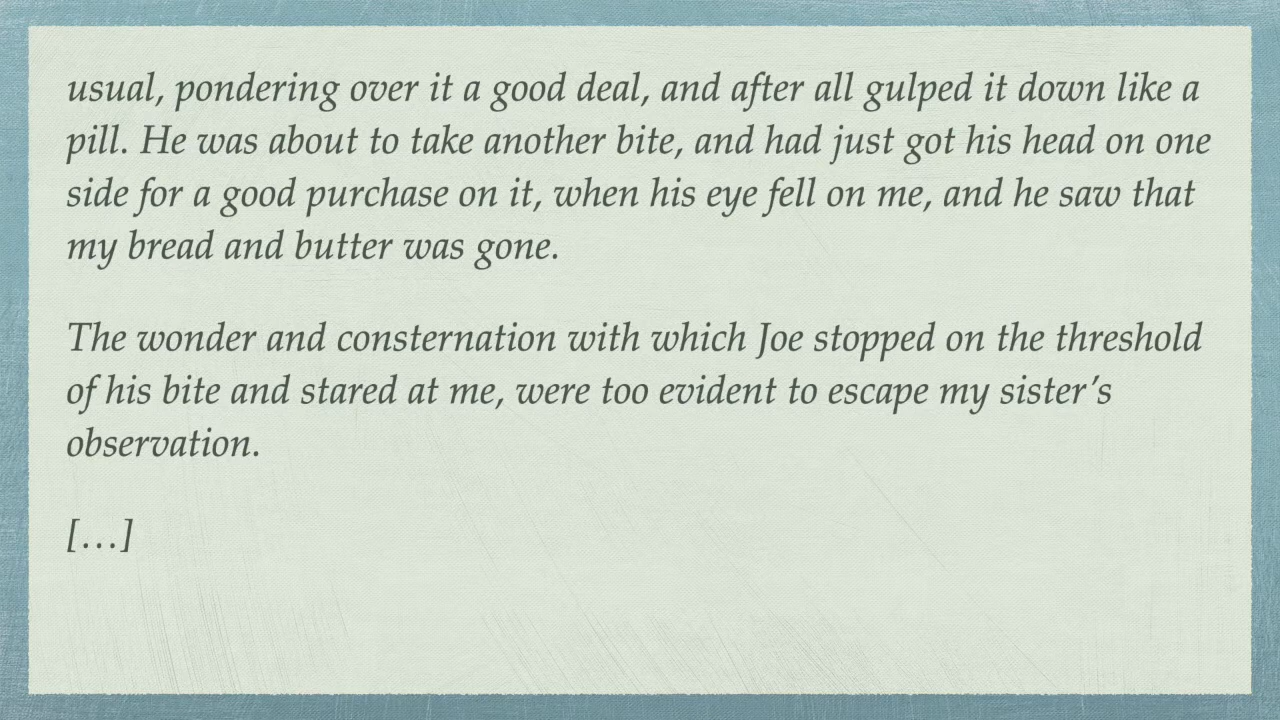 usual, pondering over it a good deal, and after all gulped it down like a
pill. He was about to take another bite, and had just got his head on one
side for a good purchase on it, when his eye fell on me, and he saw that
my bread and butter was gone.
The wonder and consternation with which Joe stopped on the threshold
of his bite and stared at me, were too evident to escape my sister’s
observation.
[…]